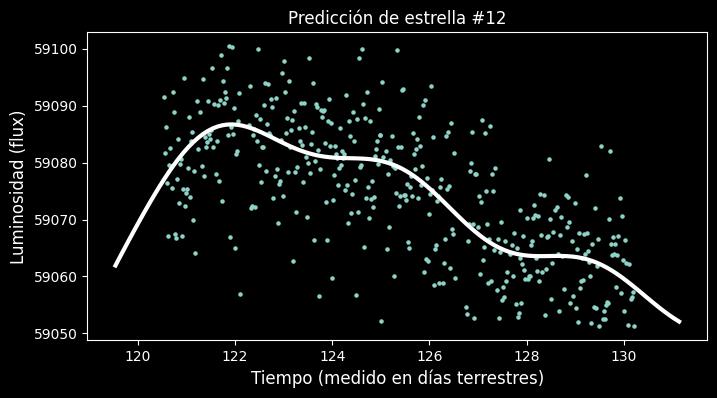 Predicción de estrella #12
Luminosidad (flux)
59100
59090
59080
59070
59060
59050
120 122 124 126 128 130
Tiempo (medido en días terrestres)